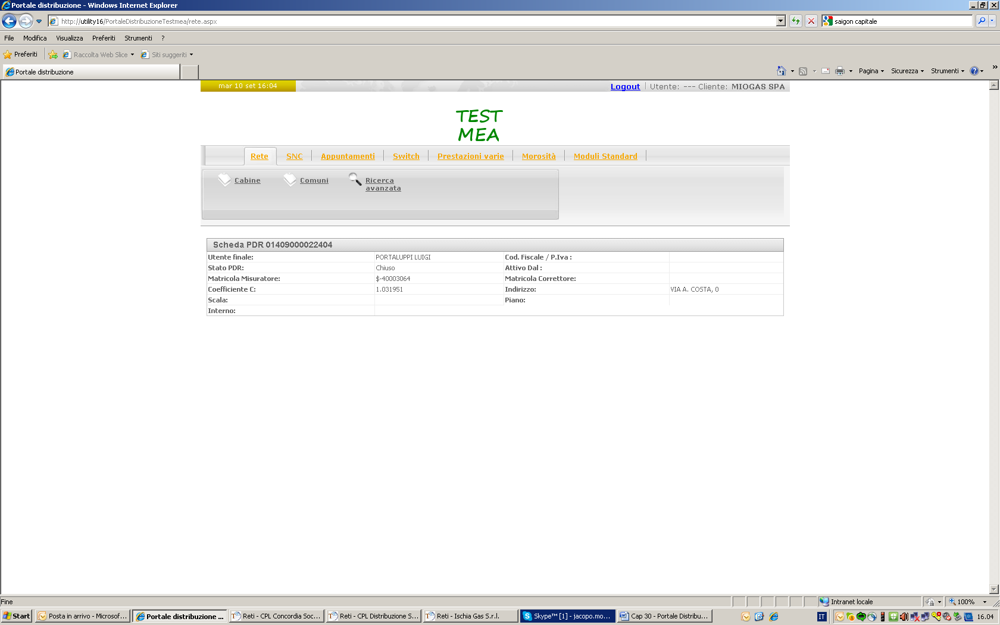 Portale distribuzione - Windows Internet Explorer
http://utility16/PortaleDistribuzioneTestmea/rete.aspx
saigon capitale
File Modifica Visualizza Preferiti Strumenti ?
Preferiti Raccolta Web Slice Siti suggeriti
Portale distribuzione
Pagina Sicurezza Strumenti »
mar 10 set 16:04
Logout Utente: --- Cliente: MIOGAS SPA
TEST
MEA
Rete SNC Appuntamenti Switch Prestazioni varie Morosità Moduli Standard
Cabine Comuni Ricerca
avanzata
Scheda PDR 01409000022404
Utente finale: PORTALUPPI LUIGI Cod. Fiscale / P.Iva :
Stato PDR: Chiuso Attivo Dal :
Matricola Misuratore: $-40003064 Matricola Correttore:
Coefficiente C: 1.031951 Indirizzo: VIA A. COSTA, 0
Scala: Piano:
Interno:
Fine Intranet locale 100%
Start Posta in arrivo - Microsof... Portale distribuzione ... Reti - CPL Concordia Soc... Reti - CPL Distribuzione S... Reti - Ischia Gas S.r.l. Skype™ [1] - jacopo.mo... Cap 30 - Portale Distribu... IT 16.04